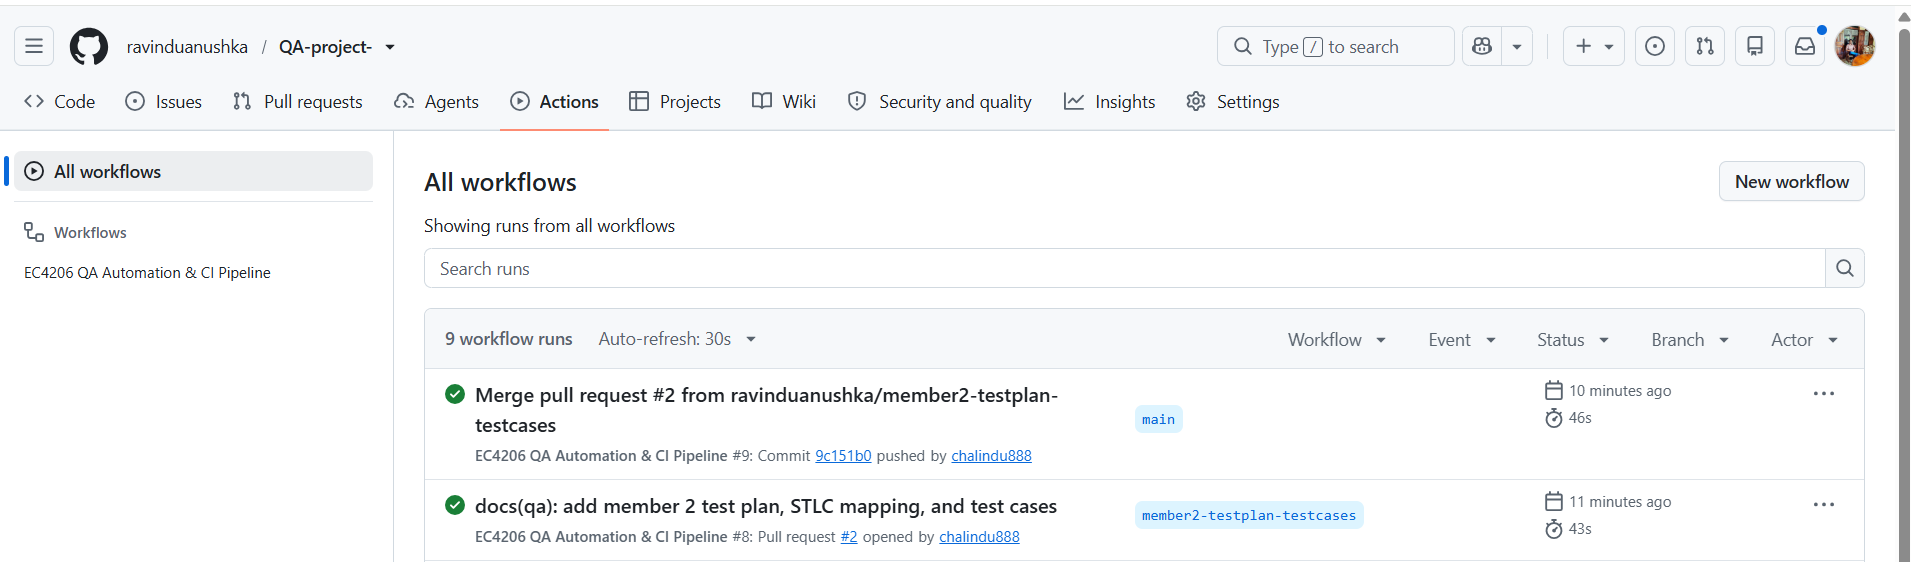 ravinduanushka / QA-project-
Type / to search
Code Issues Pull requests Agents Actions Projects Wiki Security and quality Insights Settings
All workflows
Workflows
EC4206 QA Automation & CI Pipeline
All workflows
New workflow
Showing runs from all workflows
Search runs
9 workflow runs Auto-refresh: 30s Workflow Event Status Branch Actor
Merge pull request #2 from ravinduanushka/member2-testplan-
testcases
EC4206 QA Automation & CI Pipeline #9: Commit 9c151b0 pushed by chalindu888
main
10 minutes ago
46s
docs(qa): add member 2 test plan, STLC mapping, and test cases
EC4206 QA Automation & CI Pipeline #8: Pull request #2 opened by chalindu888
member2-testplan-testcases
11 minutes ago
43s